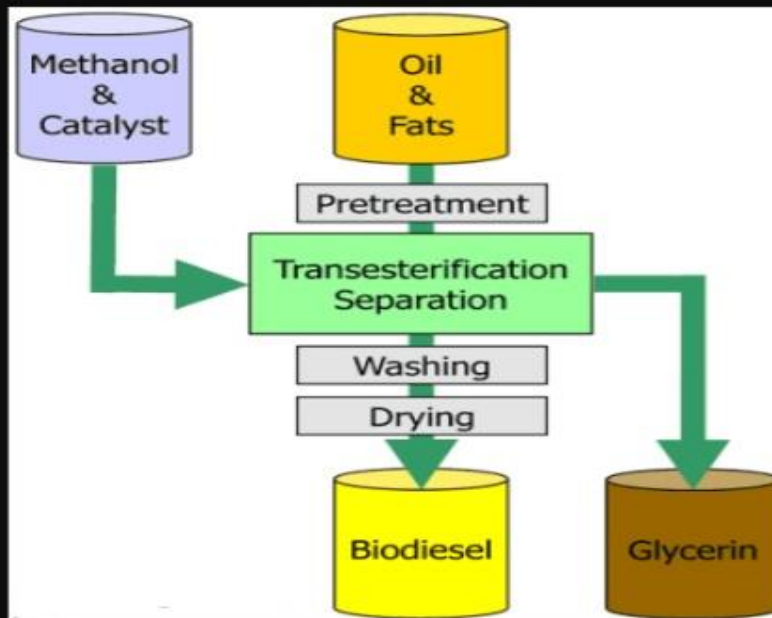 Methanol
&
Catalyst
Oil
&
Fats
Pretreatment
Transesterification
Separation
Washing
Drying
Biodiesel
Glycerin